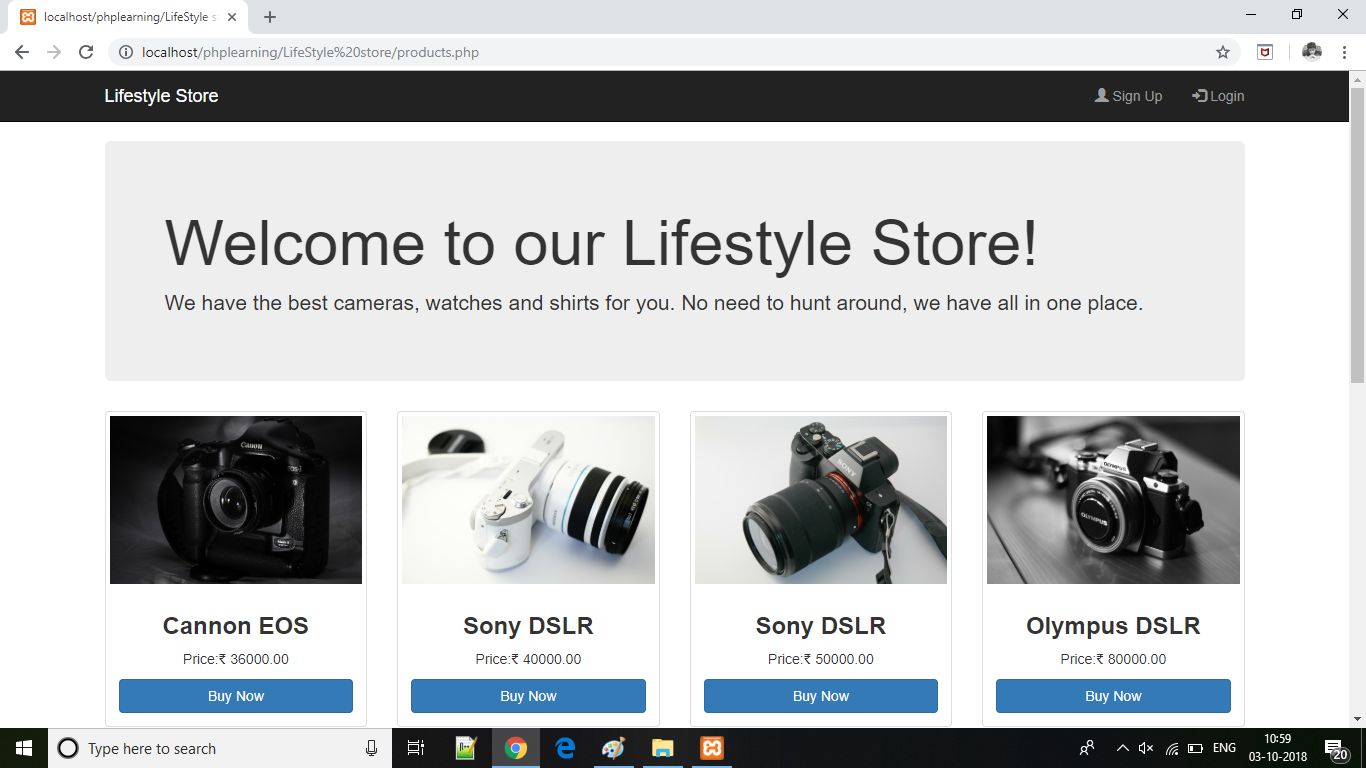 localhost/phplearning/LifeStyle s
localhost/phplearning/LifeStyle%20store/products.php
Lifestyle Store
Sign Up
Login
Welcome to our Lifestyle Store!
We have the best cameras, watches and shirts for you. No need to hunt around, we have all in one place.
Canon
SONY
OLYMPUS
OLYMPUS
Cannon EOS
Sony DSLR
Sony DSLR
Olympus DSLR
Price:₹ 36000.00
Price:₹ 40000.00
Price:₹ 50000.00
Price:₹ 80000.00
Buy Now
Buy Now
Buy Now
Buy Now
Type here to search
ENG
10:59
03-10-2018
20